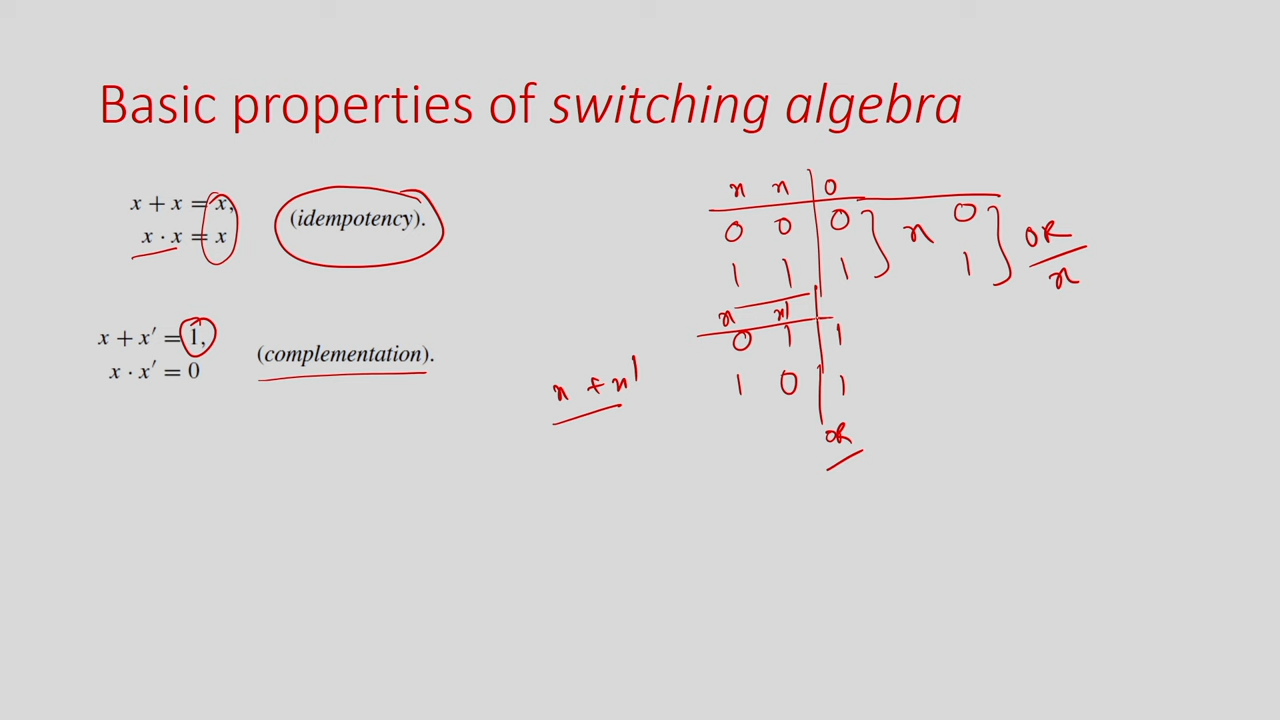 Basic properties of switching algebra
x + x = x,
x · x = x
(idempotency).
x + x′ = 1,
x · x′ = 0
(complementation).
x + x′
x x 0
0 0 0 x 0 OR
1 1 1 1 x
x x′
0 1 1
1 0 1
OR